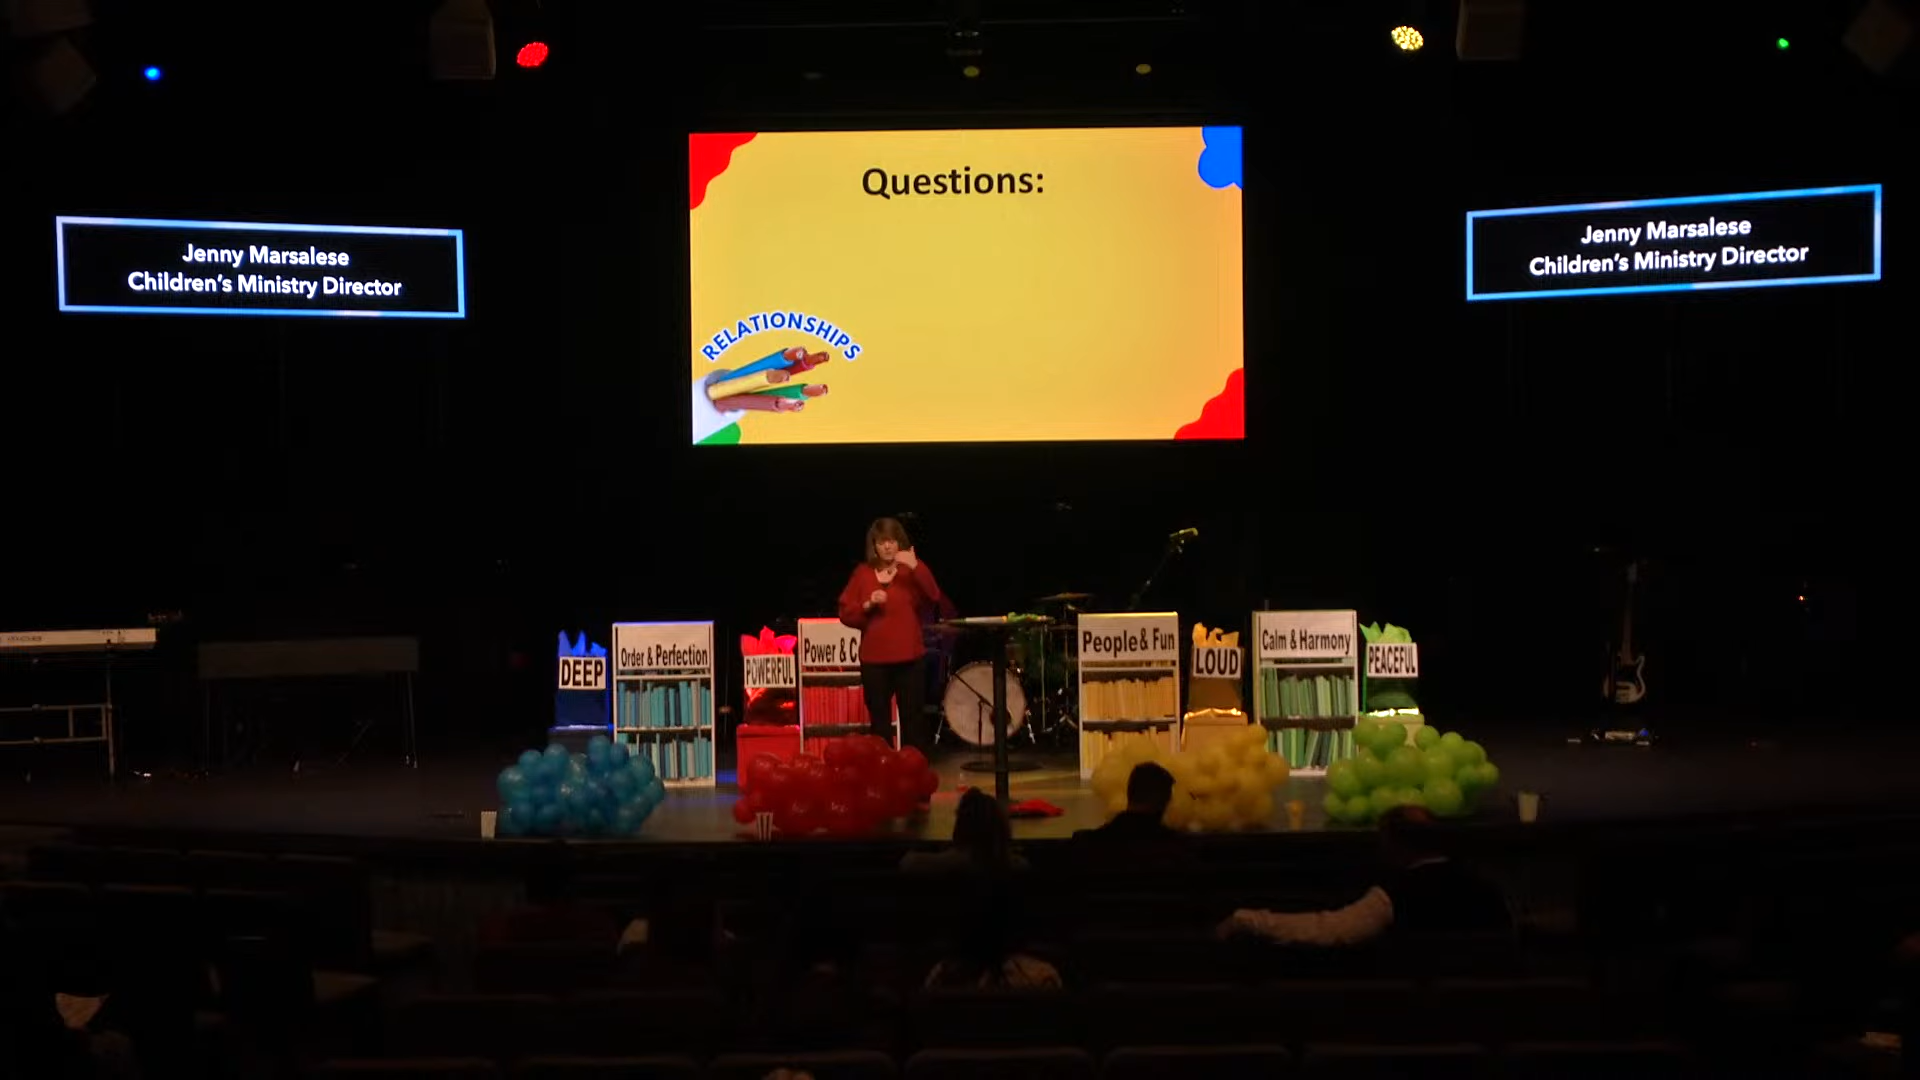 Questions:
RELATIONSHIPS
Jenny Marsalese
Children's Ministry Director
Jenny Marsalese
Children's Ministry Director
DEEP
Order & Perfection
POWERFUL
Power & C
People & Fun
LOUD
Calm & Harmony
PEACEFUL